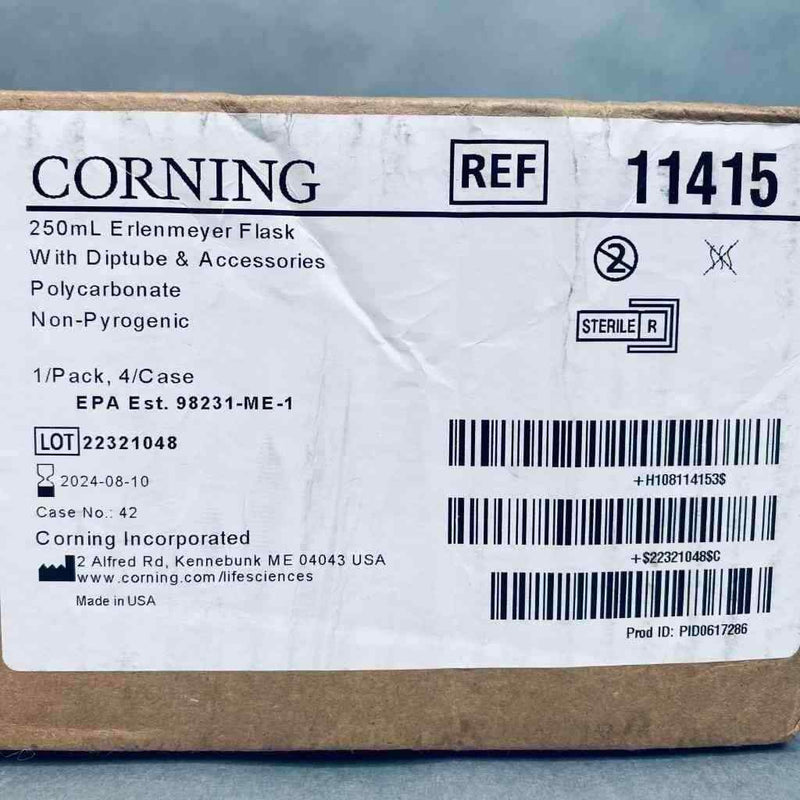 CORNING
REF 11415
250mL Erlenmeyer Flask
With Diptube & Accessories
Polycarbonate
Non-Pyrogenic
2
STERILE R
1/Pack, 4/Case
EPA Est. 98231-ME-1
LOT 22321048
2024-08-10
Case No.: 42
Corning Incorporated
2 Alfred Rd, Kennebunk ME 04043 USA
www.corning.com/lifesciences
Made in USA
+H108114153$
+$22321048$C
Prod ID: PID0617286